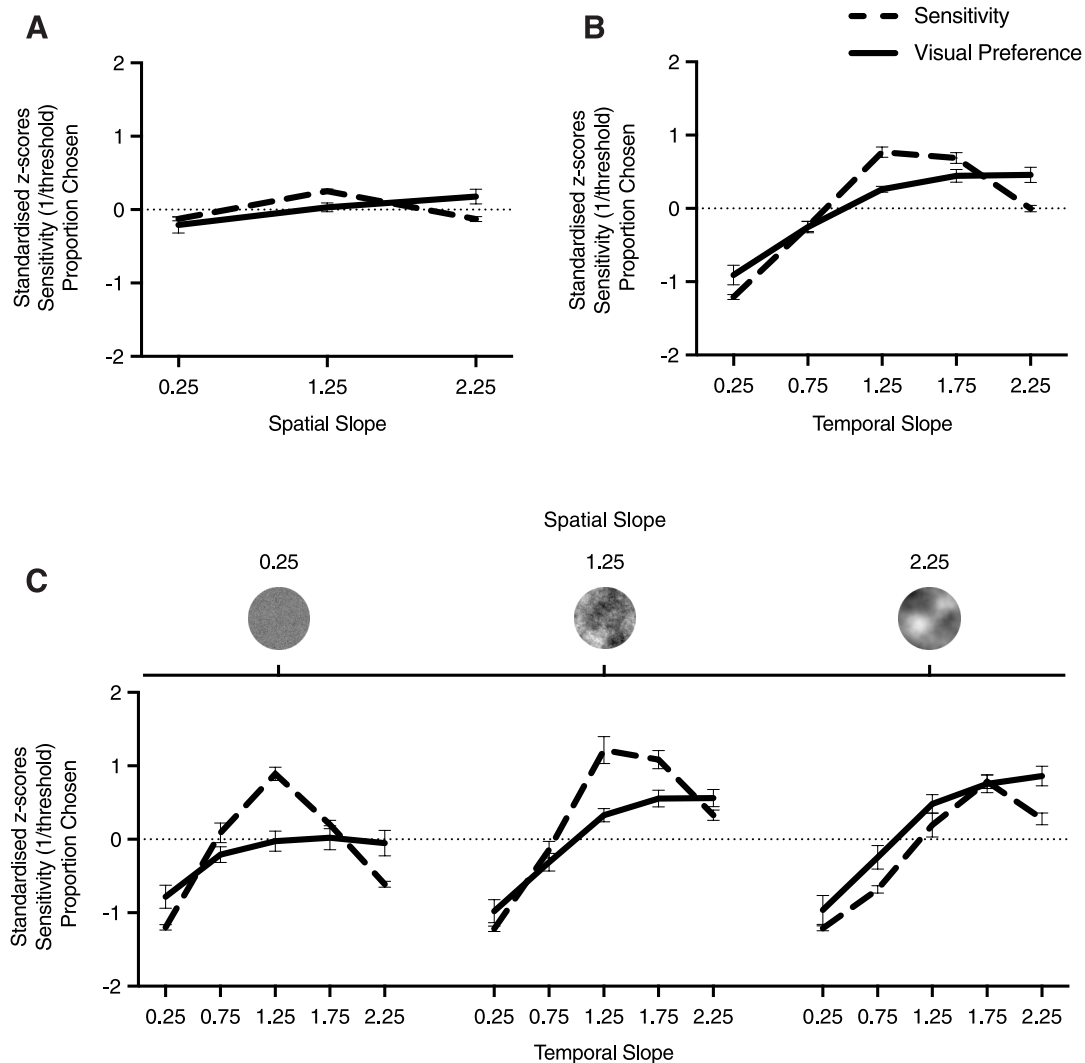 A
B
Sensitivity
Visual Preference
Standardised z-scores
Sensitivity (1/threshold)
Proportion Chosen
2
1
0
-1
-2
0.25 1.25 2.25
Spatial Slope
Standardised z-scores
Sensitivity (1/threshold)
Proportion Chosen
2
1
0
-1
-2
0.25 0.75 1.25 1.75 2.25
Temporal Slope
Spatial Slope
C
0.25 1.25 2.25
Standardised z-scores
Sensitivity (1/threshold)
Proportion Chosen
2
1
0
-1
-2
0.25 0.75 1.25 1.75 2.25 0.25 0.75 1.25 1.75 2.25 0.25 0.75 1.25 1.75 2.25
Temporal Slope